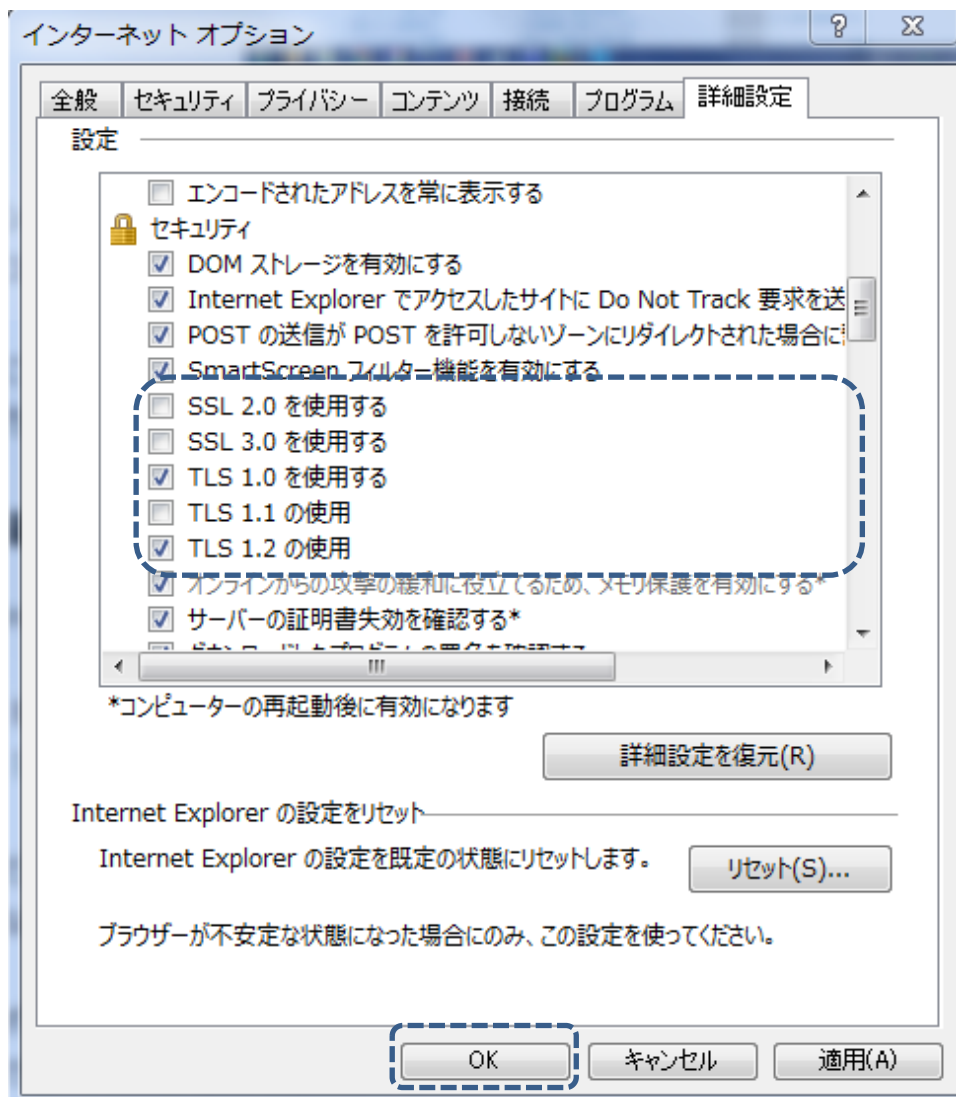 インターネット オプション
全般 セキュリティ プライバシー コンテンツ 接続 プログラム 詳細設定
設定
エンコードされたアドレスを常に表示する
セキュリティ
DOM ストレージを有効にする
Internet Explorer でアクセスしたサイトに Do Not Track 要求を送
POST の送信が POST を許可しないゾーンにリダイレクトされた場合に
SmartScreen フィルター機能を有効にする
SSL 2.0 を使用する
SSL 3.0 を使用する
TLS 1.0 を使用する
TLS 1.1 の使用
TLS 1.2 の使用
オンラインからの攻撃の緩和に役立てるため、メモリ保護を有効にする*
サーバーの証明書失効を確認する*
*コンピューターの再起動後に有効になります
詳細設定を復元(R)
Internet Explorer の設定をリセット
Internet Explorer の設定を既定の状態にリセットします。
リセット(S)...
ブラウザーが不安定な状態になった場合にのみ、この設定を使ってください。
OK キャンセル 適用(A)